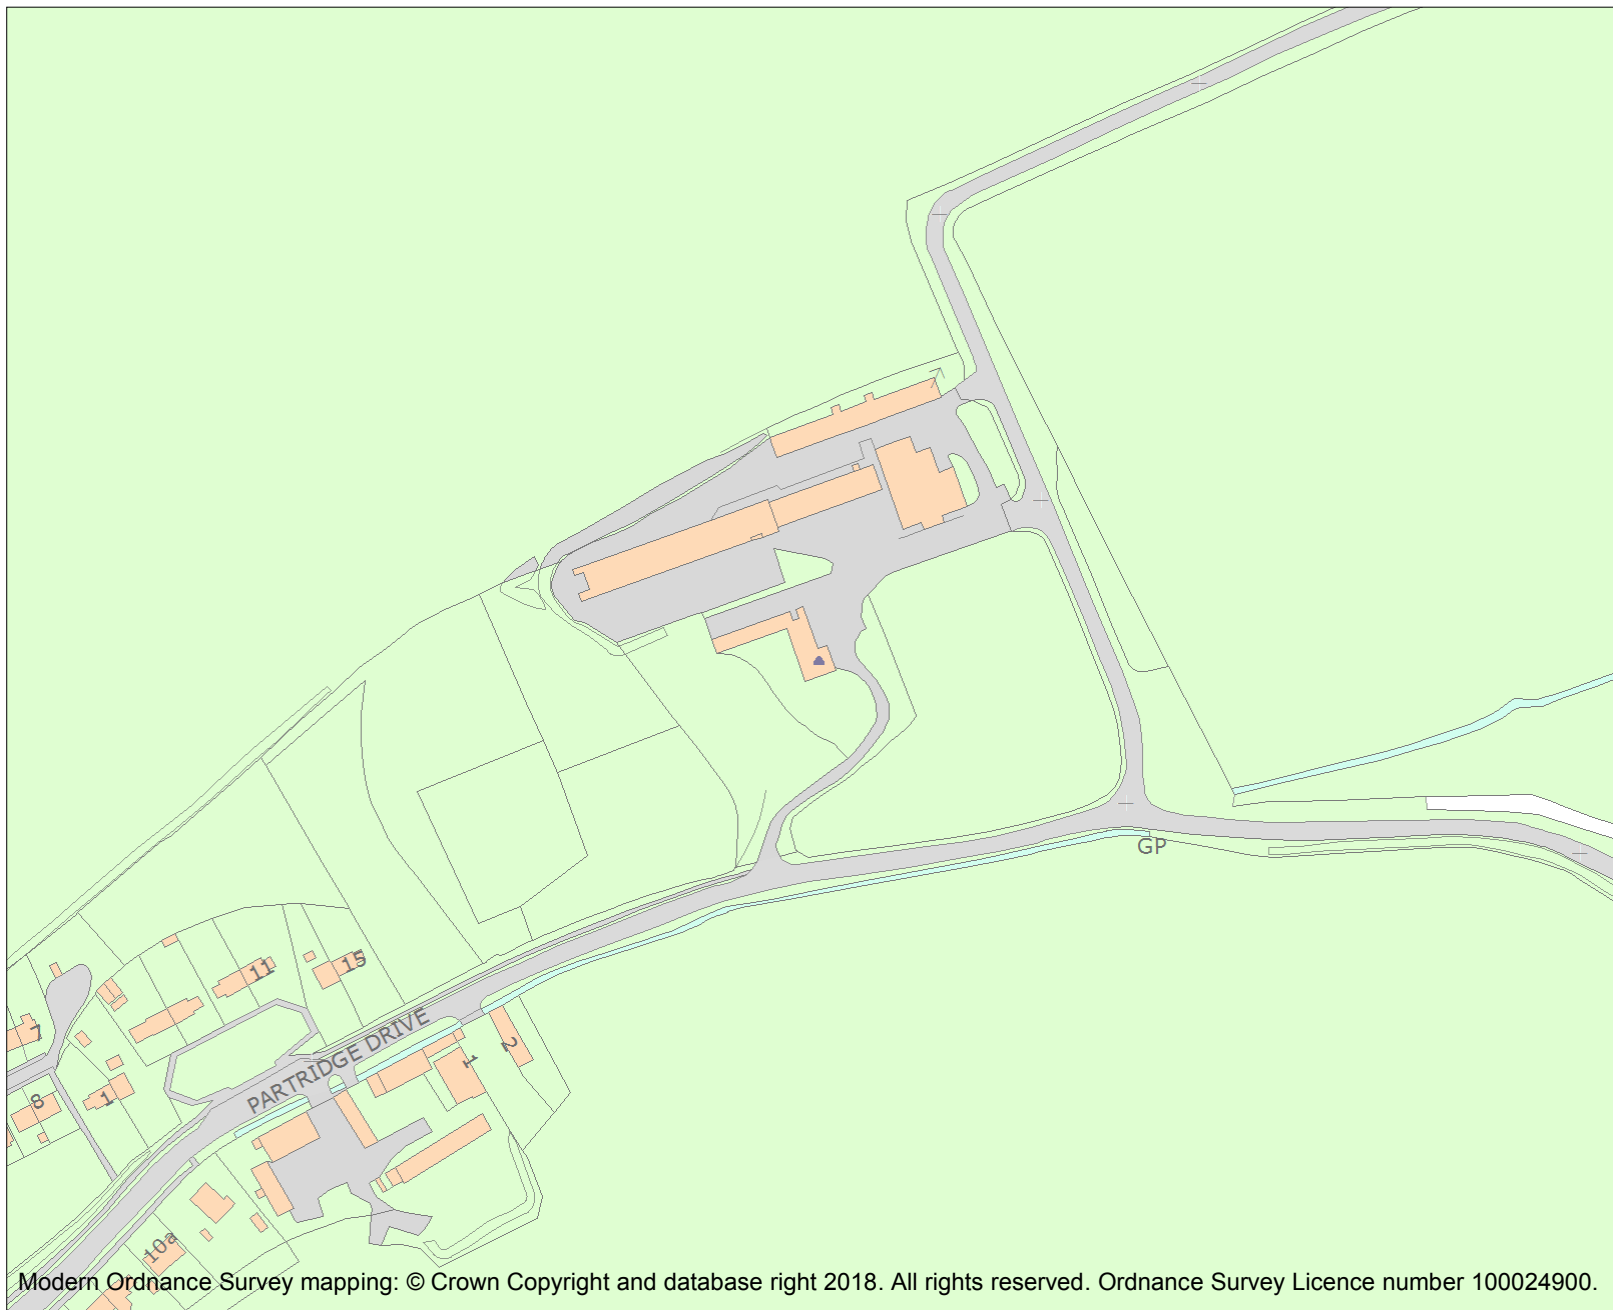 GP
11
15
7
PARTRIDGE DRIVE
2
1
8
1
10a
Modern Ordnance Survey mapping: © Crown Copyright and database right 2018. All rights reserved. Ordnance Survey Licence number 100024900.